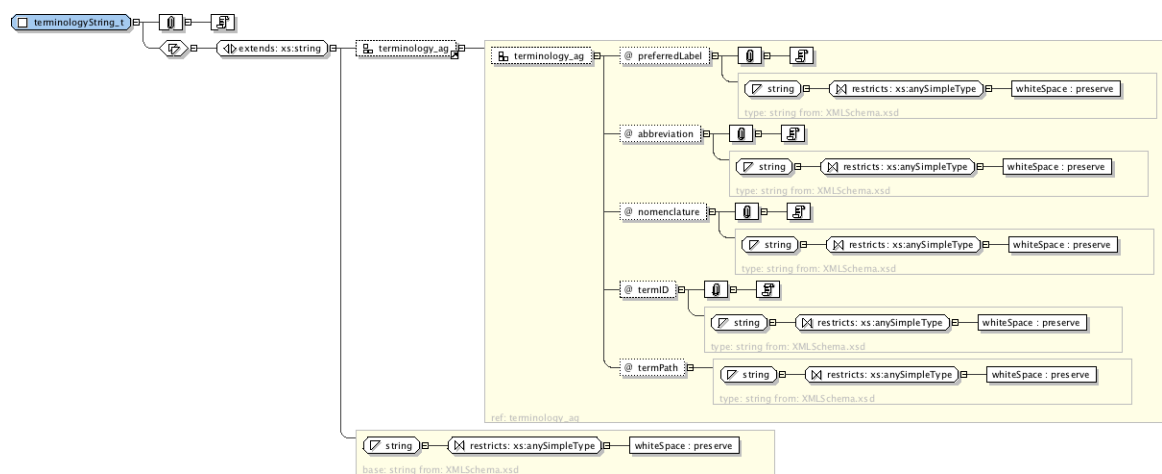 terminologyString_t
extends: xs:string
terminology_ag
terminology_ag
@ preferredLabel
string restricts: xs:anySimpleType whiteSpace : preserve
type: string from: XMLSchema.xsd
@ abbreviation
string restricts: xs:anySimpleType whiteSpace : preserve
type: string from: XMLSchema.xsd
@ nomenclature
string restricts: xs:anySimpleType whiteSpace : preserve
type: string from: XMLSchema.xsd
@ termID
string restricts: xs:anySimpleType whiteSpace : preserve
type: string from: XMLSchema.xsd
@ termPath
string restricts: xs:anySimpleType whiteSpace : preserve
type: string from: XMLSchema.xsd
ref: terminology_ag
string restricts: xs:anySimpleType whiteSpace : preserve
base: string from: XMLSchema.xsd